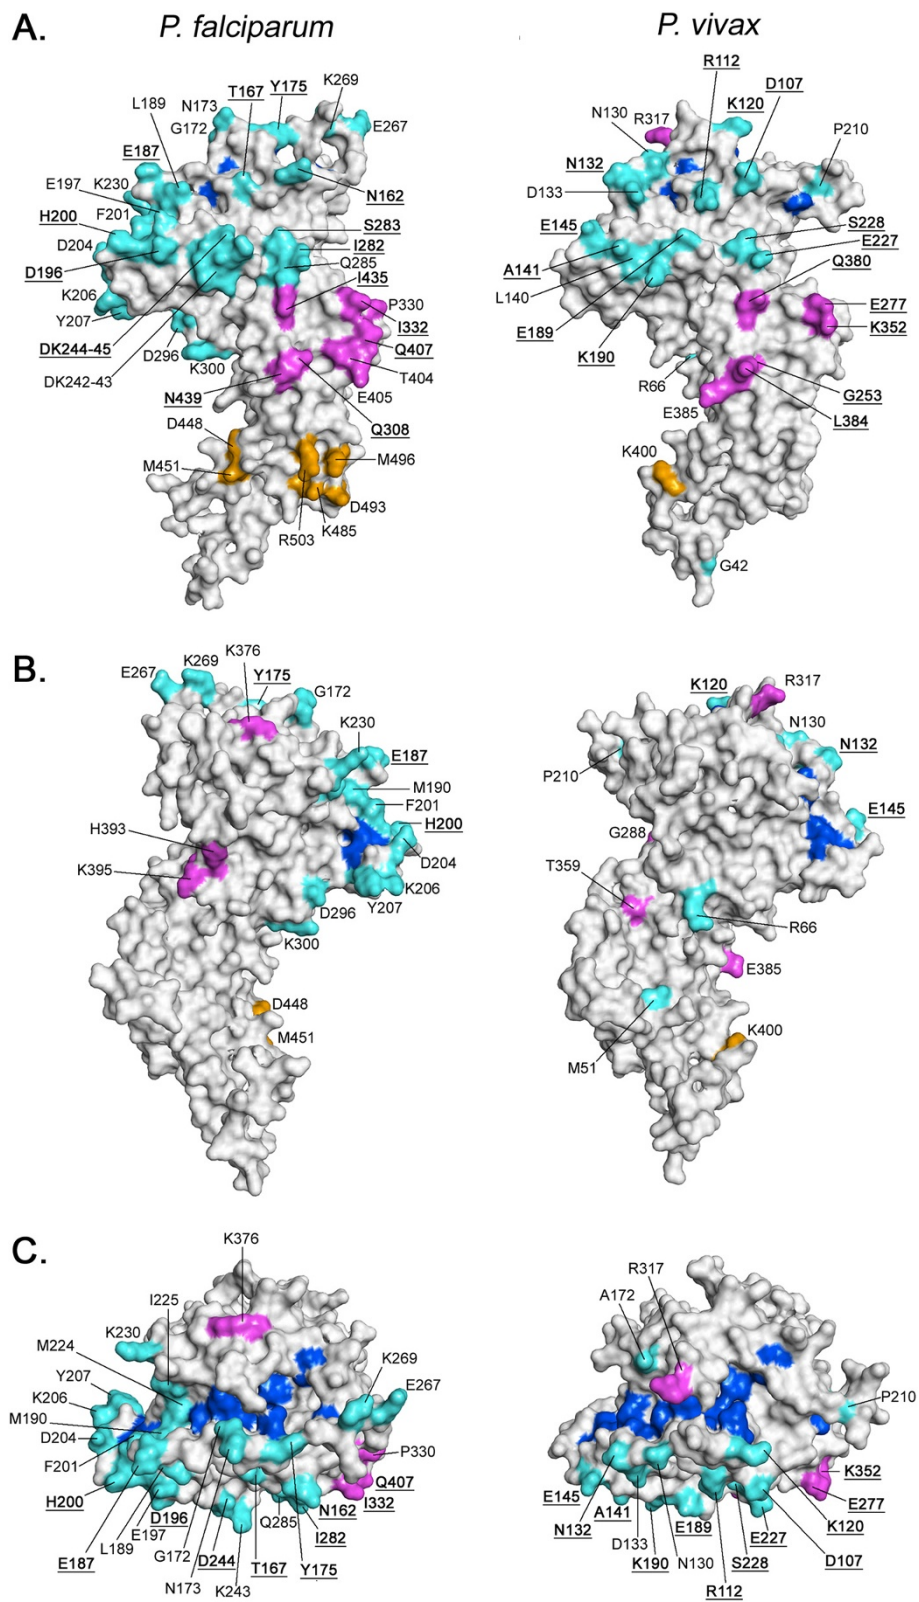 A.
P. falciparum
P. vivax
K269
Y175
T167
N173
L189
G172
E267
E187
K230
E197
N162
F201
H200
S283
D204
I282
D196
Q285
I435
K206
P330
Y207
I332
DK244-45
Q407
D296
T404
DK242-43
K300
E405
N439
Q308
D448
M451
M496
D493
K485
R503
R112
D107
K120
N130
R317
P210
N132
D133
E145
S228
E227
A141
Q380
L140
E277
E189
K352
K190
R66
G253
E385
L384
K400
G42
B.
K376
K269
E267
Y175
G172
K230
E187
M190
F201
H393
H200
D204
K395
K206
D296
Y207
K300
D448
M451
K120
R317
N130
N132
P210
E145
G288
T359
R66
E385
K400
M51
C.
K376
I225
K230
M224
K269
Y207
E267
K206
M190
D204
P330
F201
Q407
H200
D196
N162
I332
E197
Q285
L189
I282
G172
D244
E187
T167
Y175
N173
K243
R317
A172
P210
K352
E145
A141
E277
N132
E189
K120
D133
E227
K190
N130
S228
D107
R112